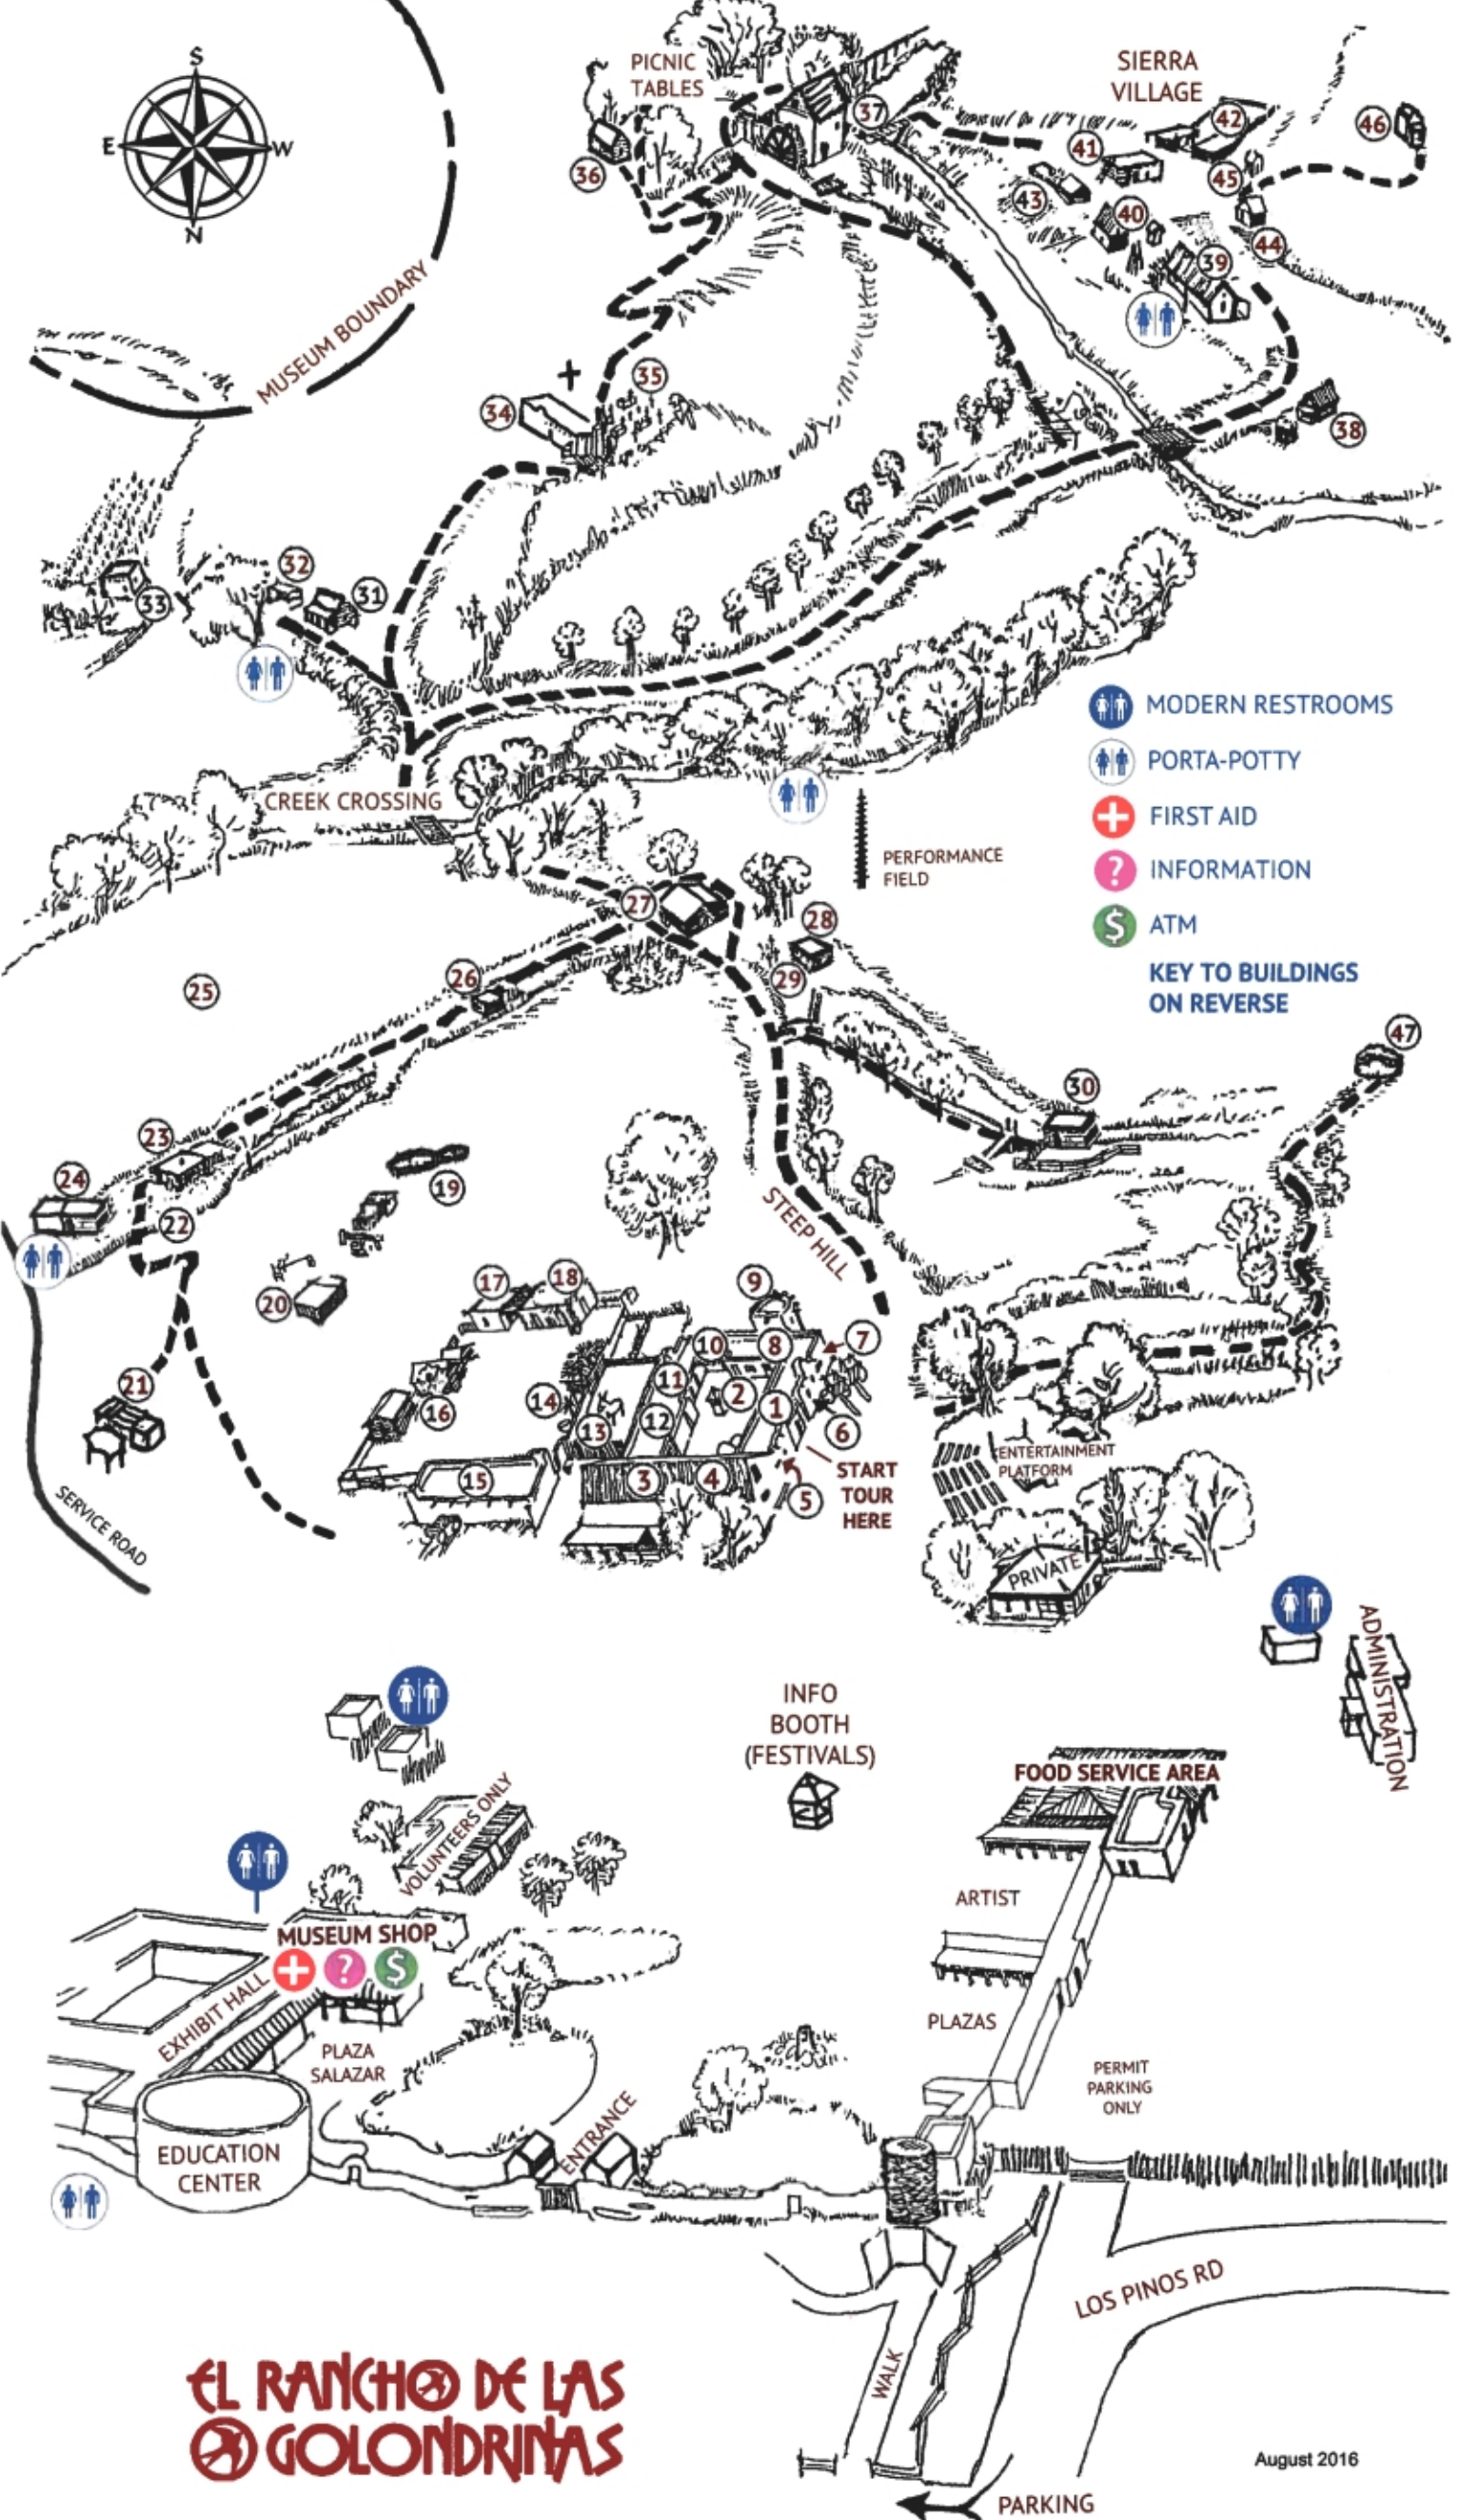 S
E
W
N
PICNIC
TABLES
SIERRA
VILLAGE
37
42
46
41
36
45
43
40
44
39
MUSEUM BOUNDARY
35
34
38
32
31
33
MODERN RESTROOMS
PORTA-POTTY
FIRST AID
? INFORMATION
$ ATM
KEY TO BUILDINGS
ON REVERSE
CREEK CROSSING
PERFORMANCE
FIELD
27
28
26
29
25
47
30
23
24
19
22
STEEP HILL
20
17
18
9
7
10
8
21
11
2
14
1
16
12
13
6
ENTERTAINMENT
PLATFORM
START
TOUR
HERE
15
3
4
5
SERVICE ROAD
PRIVATE
ADMINISTRATION
INFO
BOOTH
(FESTIVALS)
FOOD SERVICE AREA
VOLUNTEERS ONLY
ARTIST
MUSEUM SHOP
? $
EXHIBIT HALL
PLAZAS
PLAZA
SALAZAR
PERMIT
PARKING
ONLY
ENTRANCE
EDUCATION
CENTER
LOS PINOS RD
WALK
EL RANCHO DE LAS
GOLONDRINAS
August 2016
PARKING